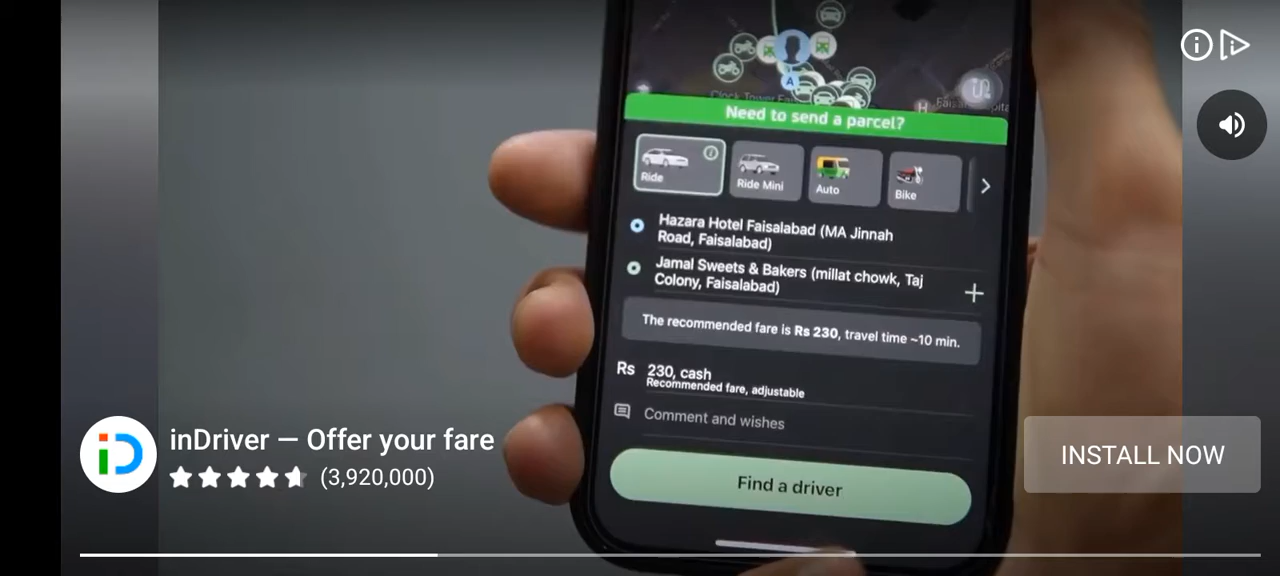 Need to send a parcel?
Ride
Ride Mini
Auto
Bike
Hazara Hotel Faisalabad (MA Jinnah
Road, Faisalabad)
Jamal Sweets & Bakers (millat chowk, Taj
Colony, Faisalabad)
The recommended fare is Rs 230, travel time ~10 min.
Rs 230, cash
Recommended fare, adjustable
Comment and wishes
Find a driver
inDriver — Offer your fare
(3,920,000)
INSTALL NOW